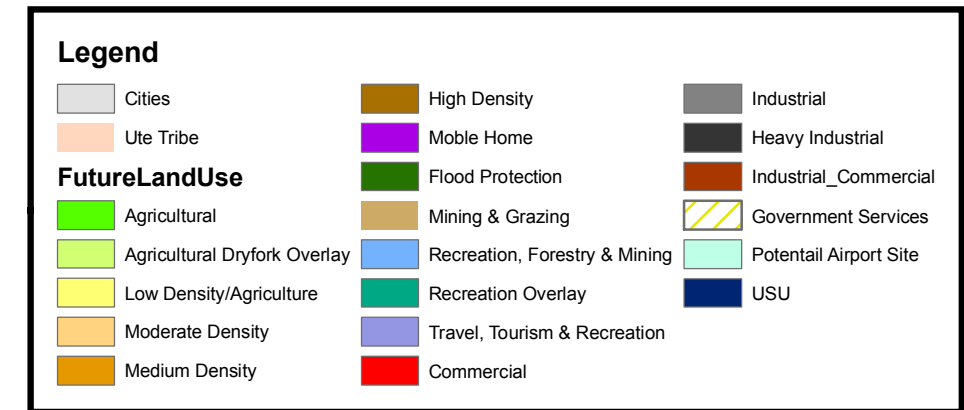 Legend
Cities
Ute Tribe
FutureLandUse
Agricultural
Agricultural Dryfork Overlay
Low Density/Agriculture
Moderate Density
Medium Density
High Density
Moble Home
Flood Protection
Mining & Grazing
Recreation, Forestry & Mining
Recreation Overlay
Travel, Tourism & Recreation
Commercial
Industrial
Heavy Industrial
Industrial_Commercial
Government Services
Potentail Airport Site
USU